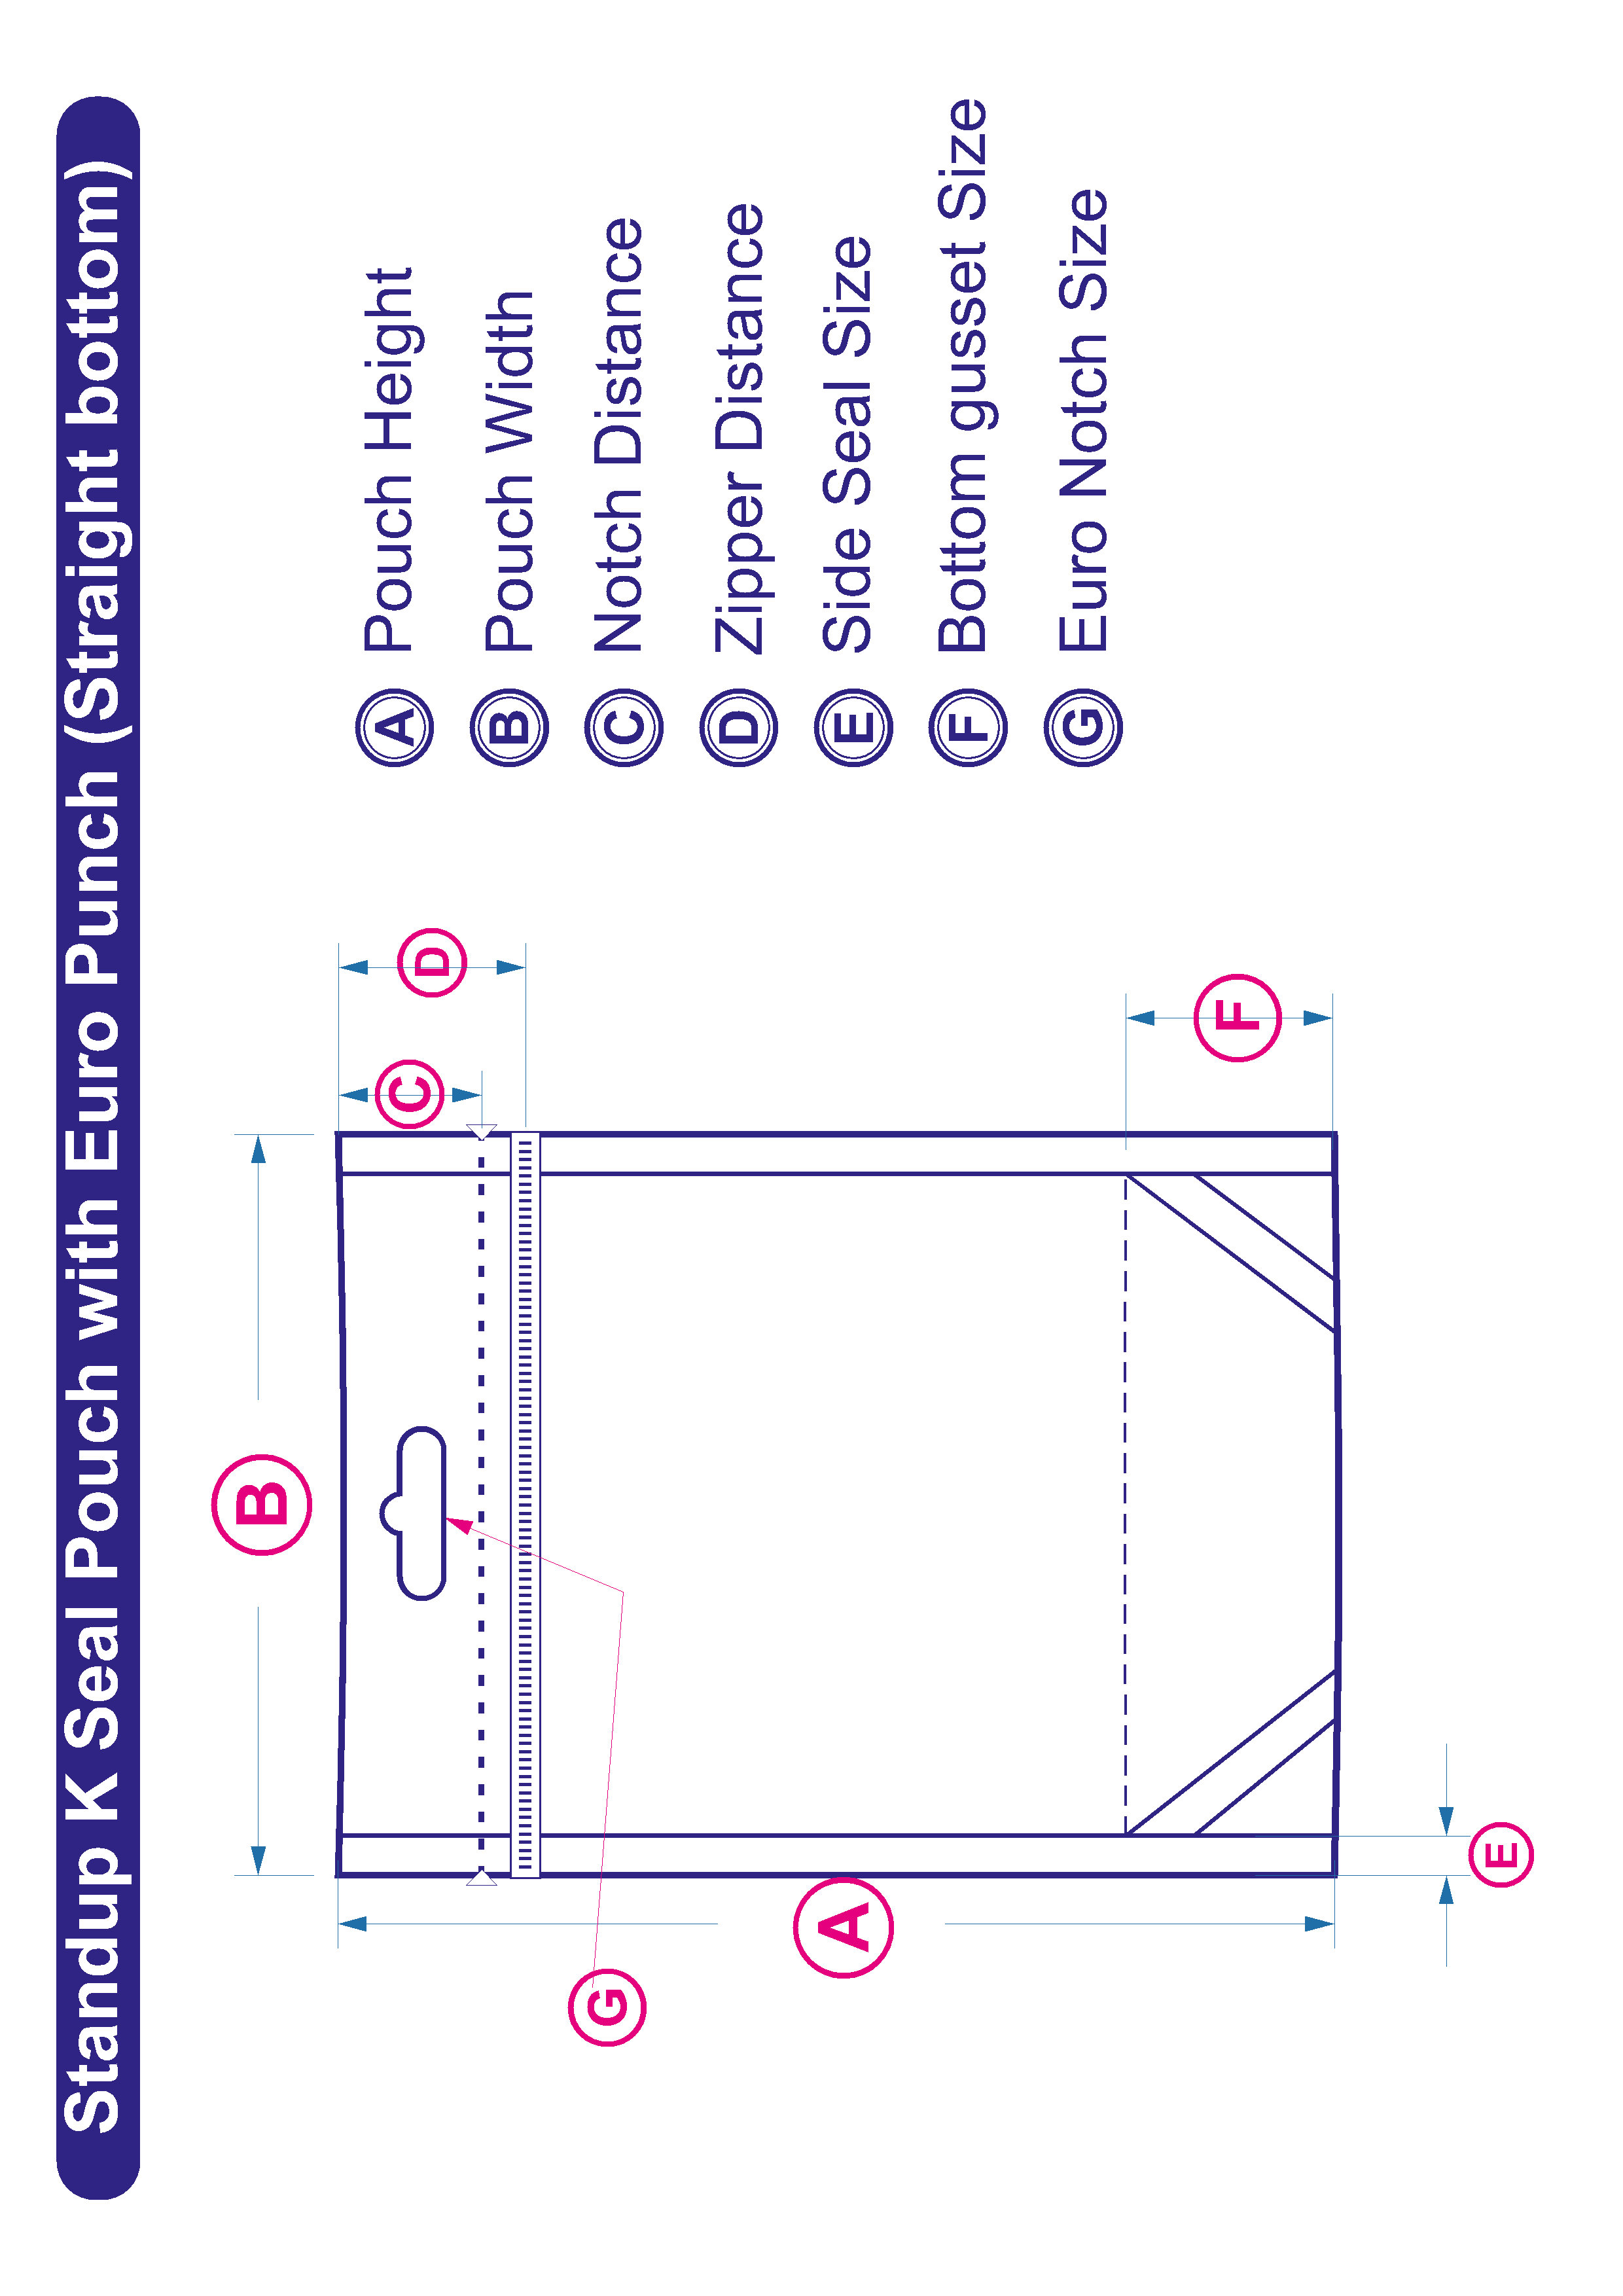 Standup K Seal Pouch with Euro Punch (Straight bottom)
B
C
D
G
A
F
E
A Pouch Height
B Pouch Width
C Notch Distance
D Zipper Distance
E Side Seal Size
F Bottom gusset Size
G Euro Notch Size